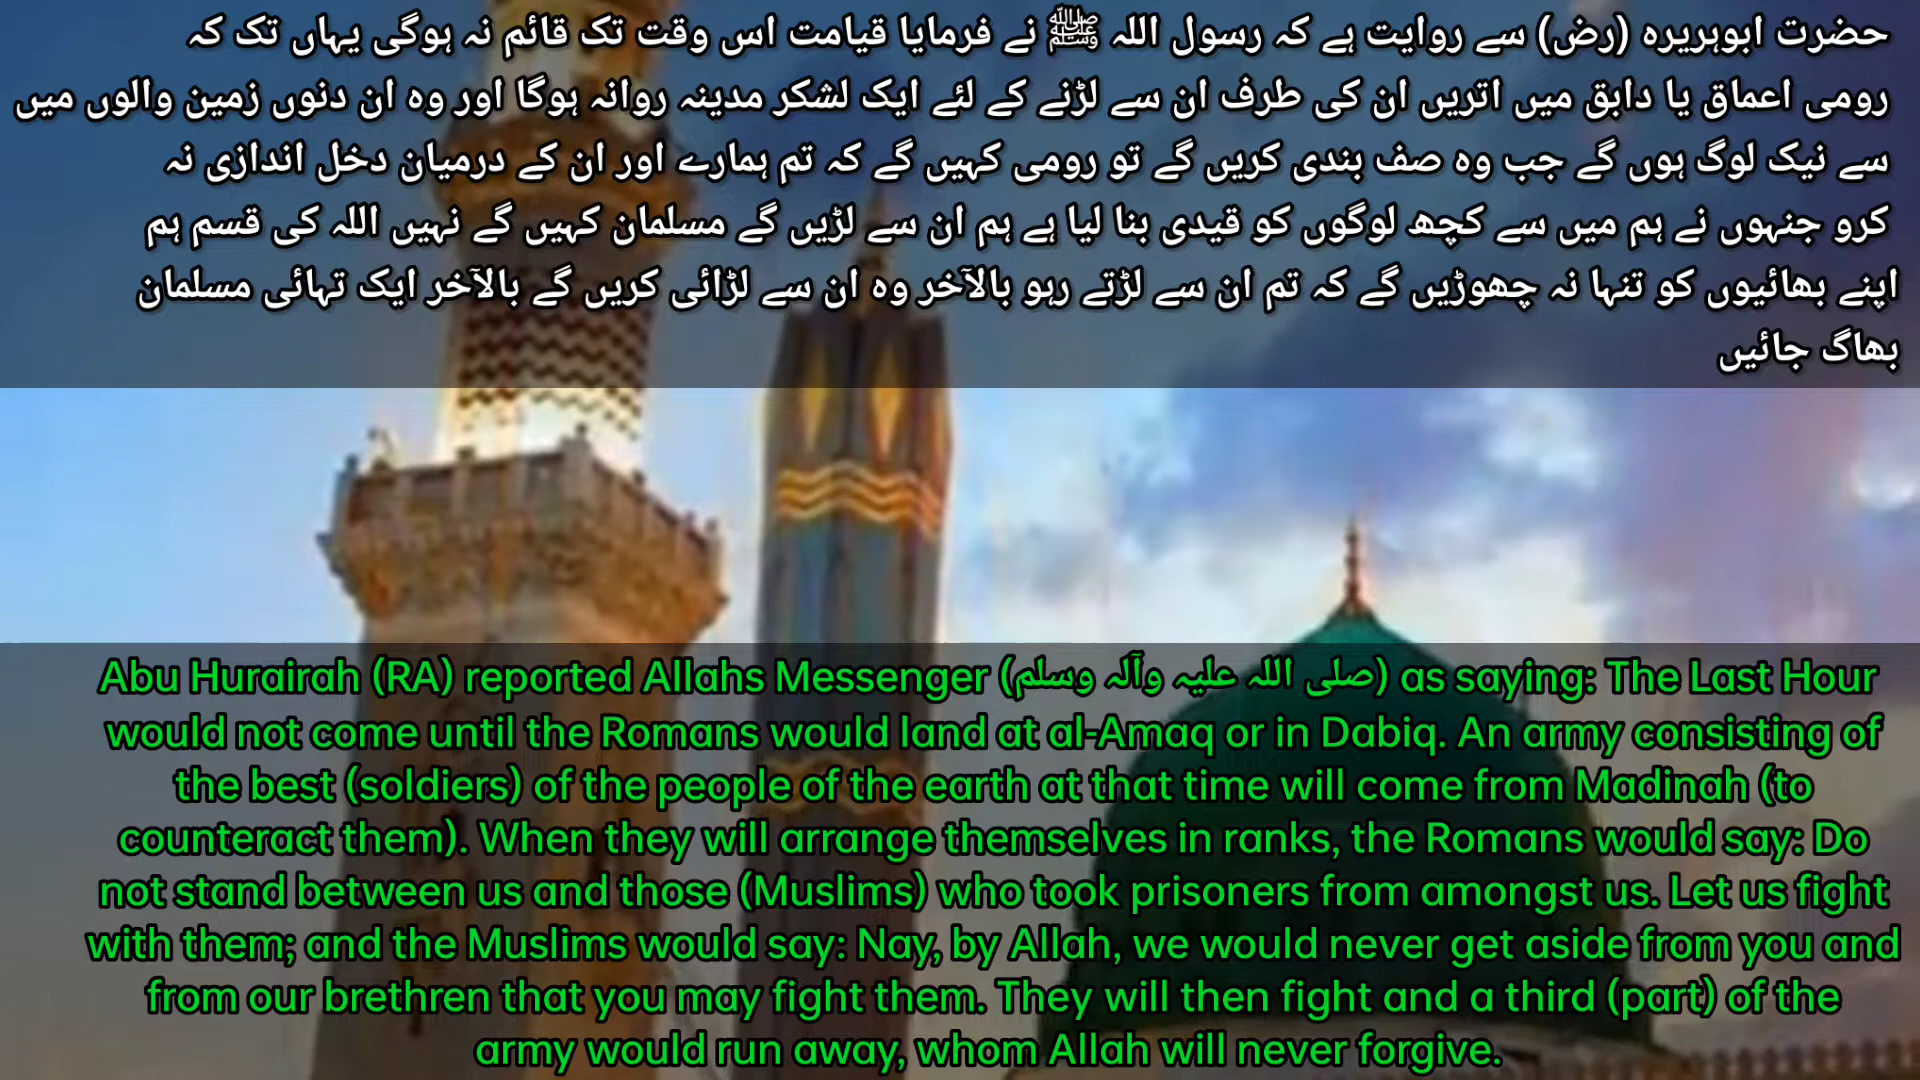 حضرت ابوہریرہ (رض) سے روایت ہے کہ رسول اللہ ﷺ نے فرمایا قیامت اس وقت تک قائم نہ ہوگی یہاں تک کہ
رومی اعماق یا دابق میں اتریں ان کی طرف ان سے لڑنے کے لئے ایک لشکر مدینہ روانہ ہوگا اور وہ ان دنوں زمین والوں میں
سے نیک لوگ ہوں گے جب وہ صف بندی کریں گے تو رومی کہیں گے کہ تم ہمارے اور ان کے درمیان دخل اندازی نہ
کرو جنہوں نے ہم میں سے کچھ لوگوں کو قیدی بنا لیا ہے ہم ان سے لڑیں گے مسلمان کہیں گے نہیں اللہ کی قسم ہم
اپنے بھائیوں کو تنہا نہ چھوڑیں گے کہ تم ان سے لڑتے رہو بالآخر وہ ان سے لڑائی کریں گے بالآخر ایک تہائی مسلمان
بھاگ جائیں
Abu Hurairah (RA) reported Allahs Messenger (صلی اللہ علیہ وآلہ وسلم) as saying: The Last Hour
would not come until the Romans would land at al-Amaq or in Dabiq. An army consisting of
the best (soldiers) of the people of the earth at that time will come from Madinah (to
counteract them). When they will arrange themselves in ranks, the Romans would say: Do
not stand between us and those (Muslims) who took prisoners from amongst us. Let us fight
with them; and the Muslims would say: Nay, by Allah, we would never get aside from you and
from our brethren that you may fight them. They will then fight and a third (part) of the
army would run away, whom Allah will never forgive.